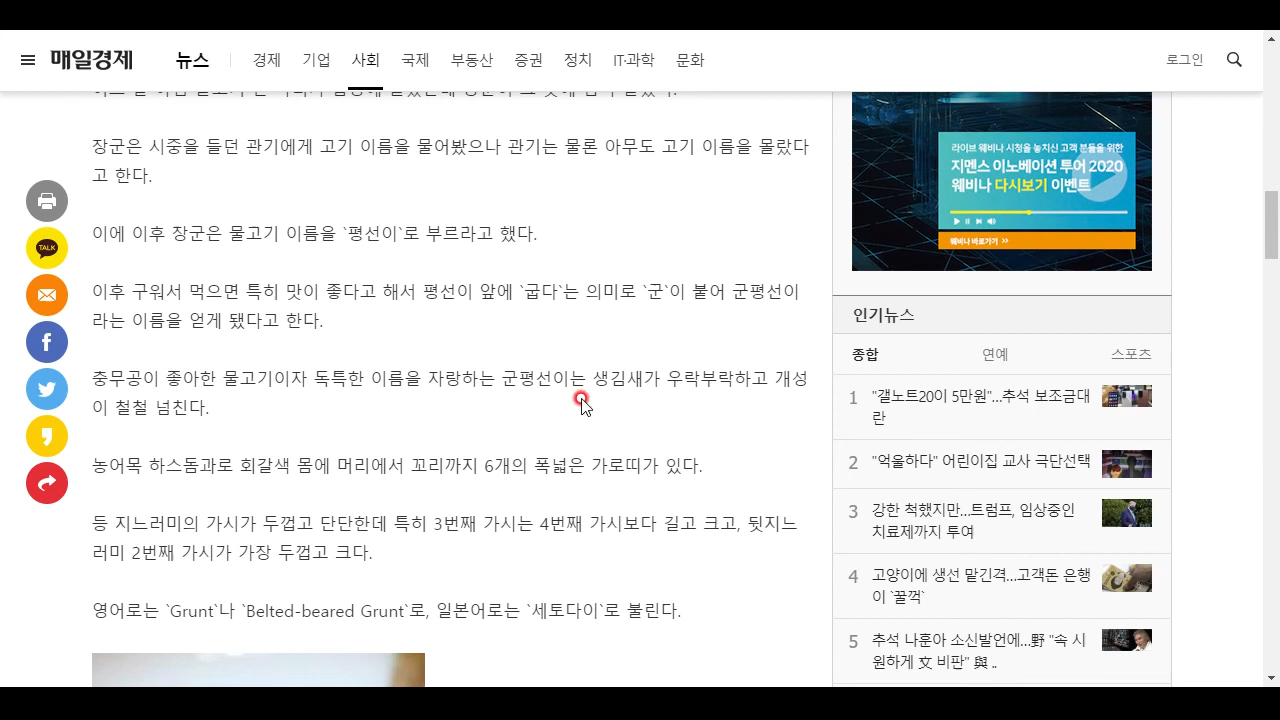 매일경제
뉴스
경제 기업 사회 국제 부동산 증권 정치 IT·과학 문화
로그인
장군은 시중을 들던 관기에게 고기 이름을 물어봤으나 관기는 물론 아무도 고기 이름을 몰랐다
고 한다.
이에 이후 장군은 물고기 이름을 `평선이`로 부르라고 했다.
이후 구워서 먹으면 특히 맛이 좋다고 해서 평선이 앞에 `굽다`는 의미로 `군`이 붙어 군평선이
라는 이름을 얻게 됐다고 한다.
충무공이 좋아한 물고기이자 독특한 이름을 자랑하는 군평선이는 생김새가 우락부락하고 개성
이 철철 넘친다.
농어목 하스돔과로 회갈색 몸에 머리에서 꼬리까지 6개의 폭넓은 가로띠가 있다.
등 지느러미의 가시가 두껍고 단단한데 특히 3번째 가시는 4번째 가시보다 길고 크고, 뒷지느
러미 2번째 가시가 가장 두껍고 크다.
영어로는 `Grunt`나 `Belted-beared Grunt`로, 일본어로는 `세토다이`로 불린다.
TALK
라이브 웨비나 시청을 놓치신 고객 분들을 위한
지멘스 이노베이션 투어 2020
웨비나 다시보기 이벤트
웨비나 바로가기 >>
인기뉴스
종합 연예 스포츠
1 "갤노트20이 5만원"...추석 보조금대
란
2 "억울하다" 어린이집 교사 극단선택
3 강한 척했지만...트럼프, 임상중인
치료제까지 투여
4 고양이에 생선 맡긴격...고객돈 은행
이 `꿀꺽`
5 추석 나훈아 소신발언에...野 "속 시
원하게 文 비판" 與 ..